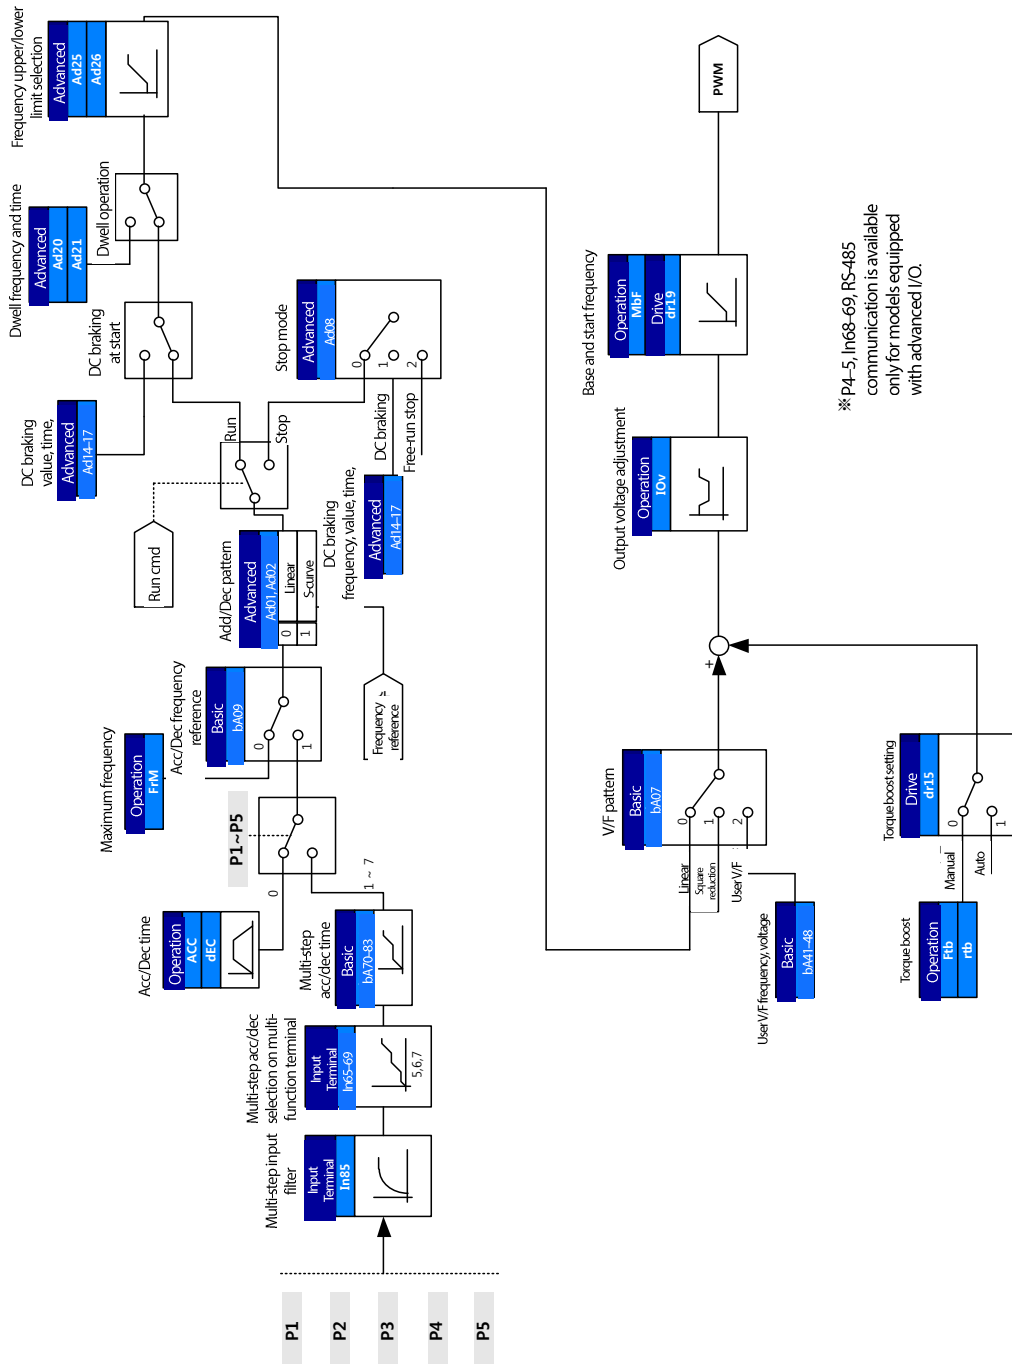 P1
P2
P3
P4
P5
Multi-step input
filter
Input
Terminal
In85
Multi-step acc/dec
selection on multi-
function terminal
Input
Terminal
In65-69
5,6,7
Multi-step
acc/dec time
Basic
bA70-83
1 ~ 7
Acc/Dec time
Operation
ACC
dEC
0
P1~P5
Maximum frequency
Operation
FrM
Acc/Dec frequency
reference
Basic
bA09
0
1
Frequency
reference
Add/Dec pattern
Advanced
Ad01, Ad02
0
Linear
1
S-curve
Run cmd
Run
Stop
DC braking
frequency, value, time,
Advanced
Ad14-17
Stop mode
Advanced
Ad08
0
1
2
DC braking
Free-run stop
DC braking
value, time,
Advanced
Ad14-17
DC braking
at start
Dwell frequency and time
Advanced
Ad20
Ad21
Dwell operation
Frequency upper/lower
limit selection
Advanced
Ad25
Ad26
V/F pattern
Basic
bA07
Linear
0
Square
reduction
1
User V/F
2
User V/F frequency, voltage
Basic
bA41-48
Torque boost
Operation
Ftb
rtb
Torque boost setting
Drive
dr15
Manual
0
Auto
1
+
Output voltage adjustment
Operation
IOv
Base and start frequency
Operation
MbF
Drive
dr19
PWM
※ P4–5, In68-69, RS-485
communication is available
only for models equipped
with advanced I/O.